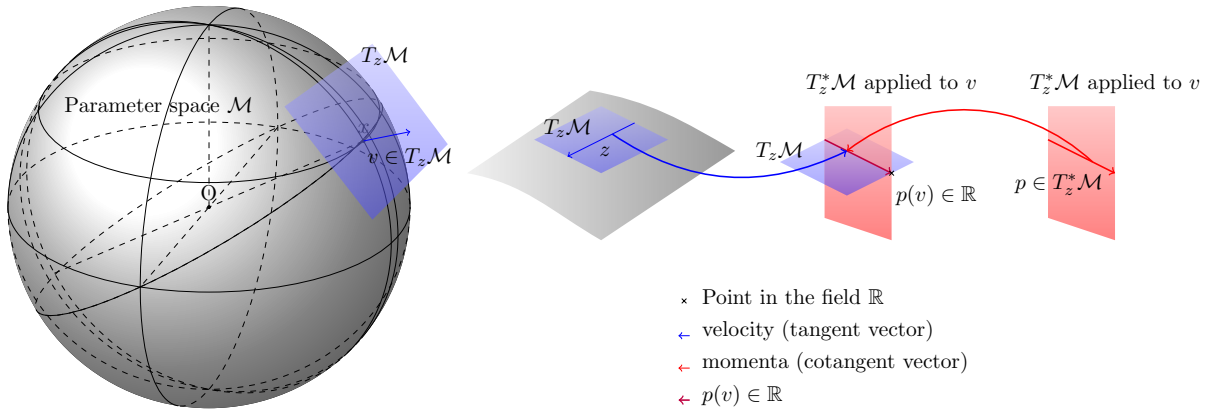 T_z𝓜
Parameter space 𝓜
v ∈ T_z𝓜
O
T_z𝓜
z
T_z𝓜
T_z^*𝓜 applied to v
p(v) ∈ ℝ
T_z^*𝓜 applied to v
p ∈ T_z^*𝓜
Point in the field ℝ
velocity (tangent vector)
momenta (cotangent vector)
p(v) ∈ ℝ